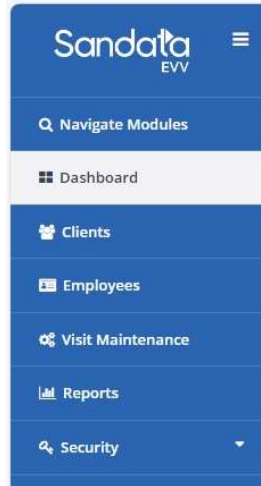 Sandata
EVV
Navigate Modules
Dashboard
Clients
Employees
Visit Maintenance
Reports
Security